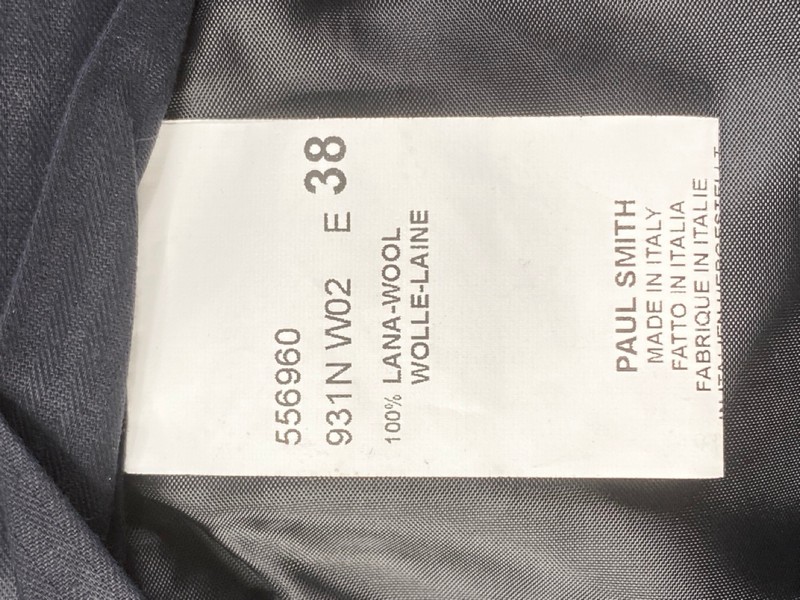 556960
931N W02 E 38
100% LANA-WOOL
WOLLE-LAINE
PAUL SMITH
MADE IN ITALY
FATTO IN ITALIA
FABRIQUE IN ITALIE